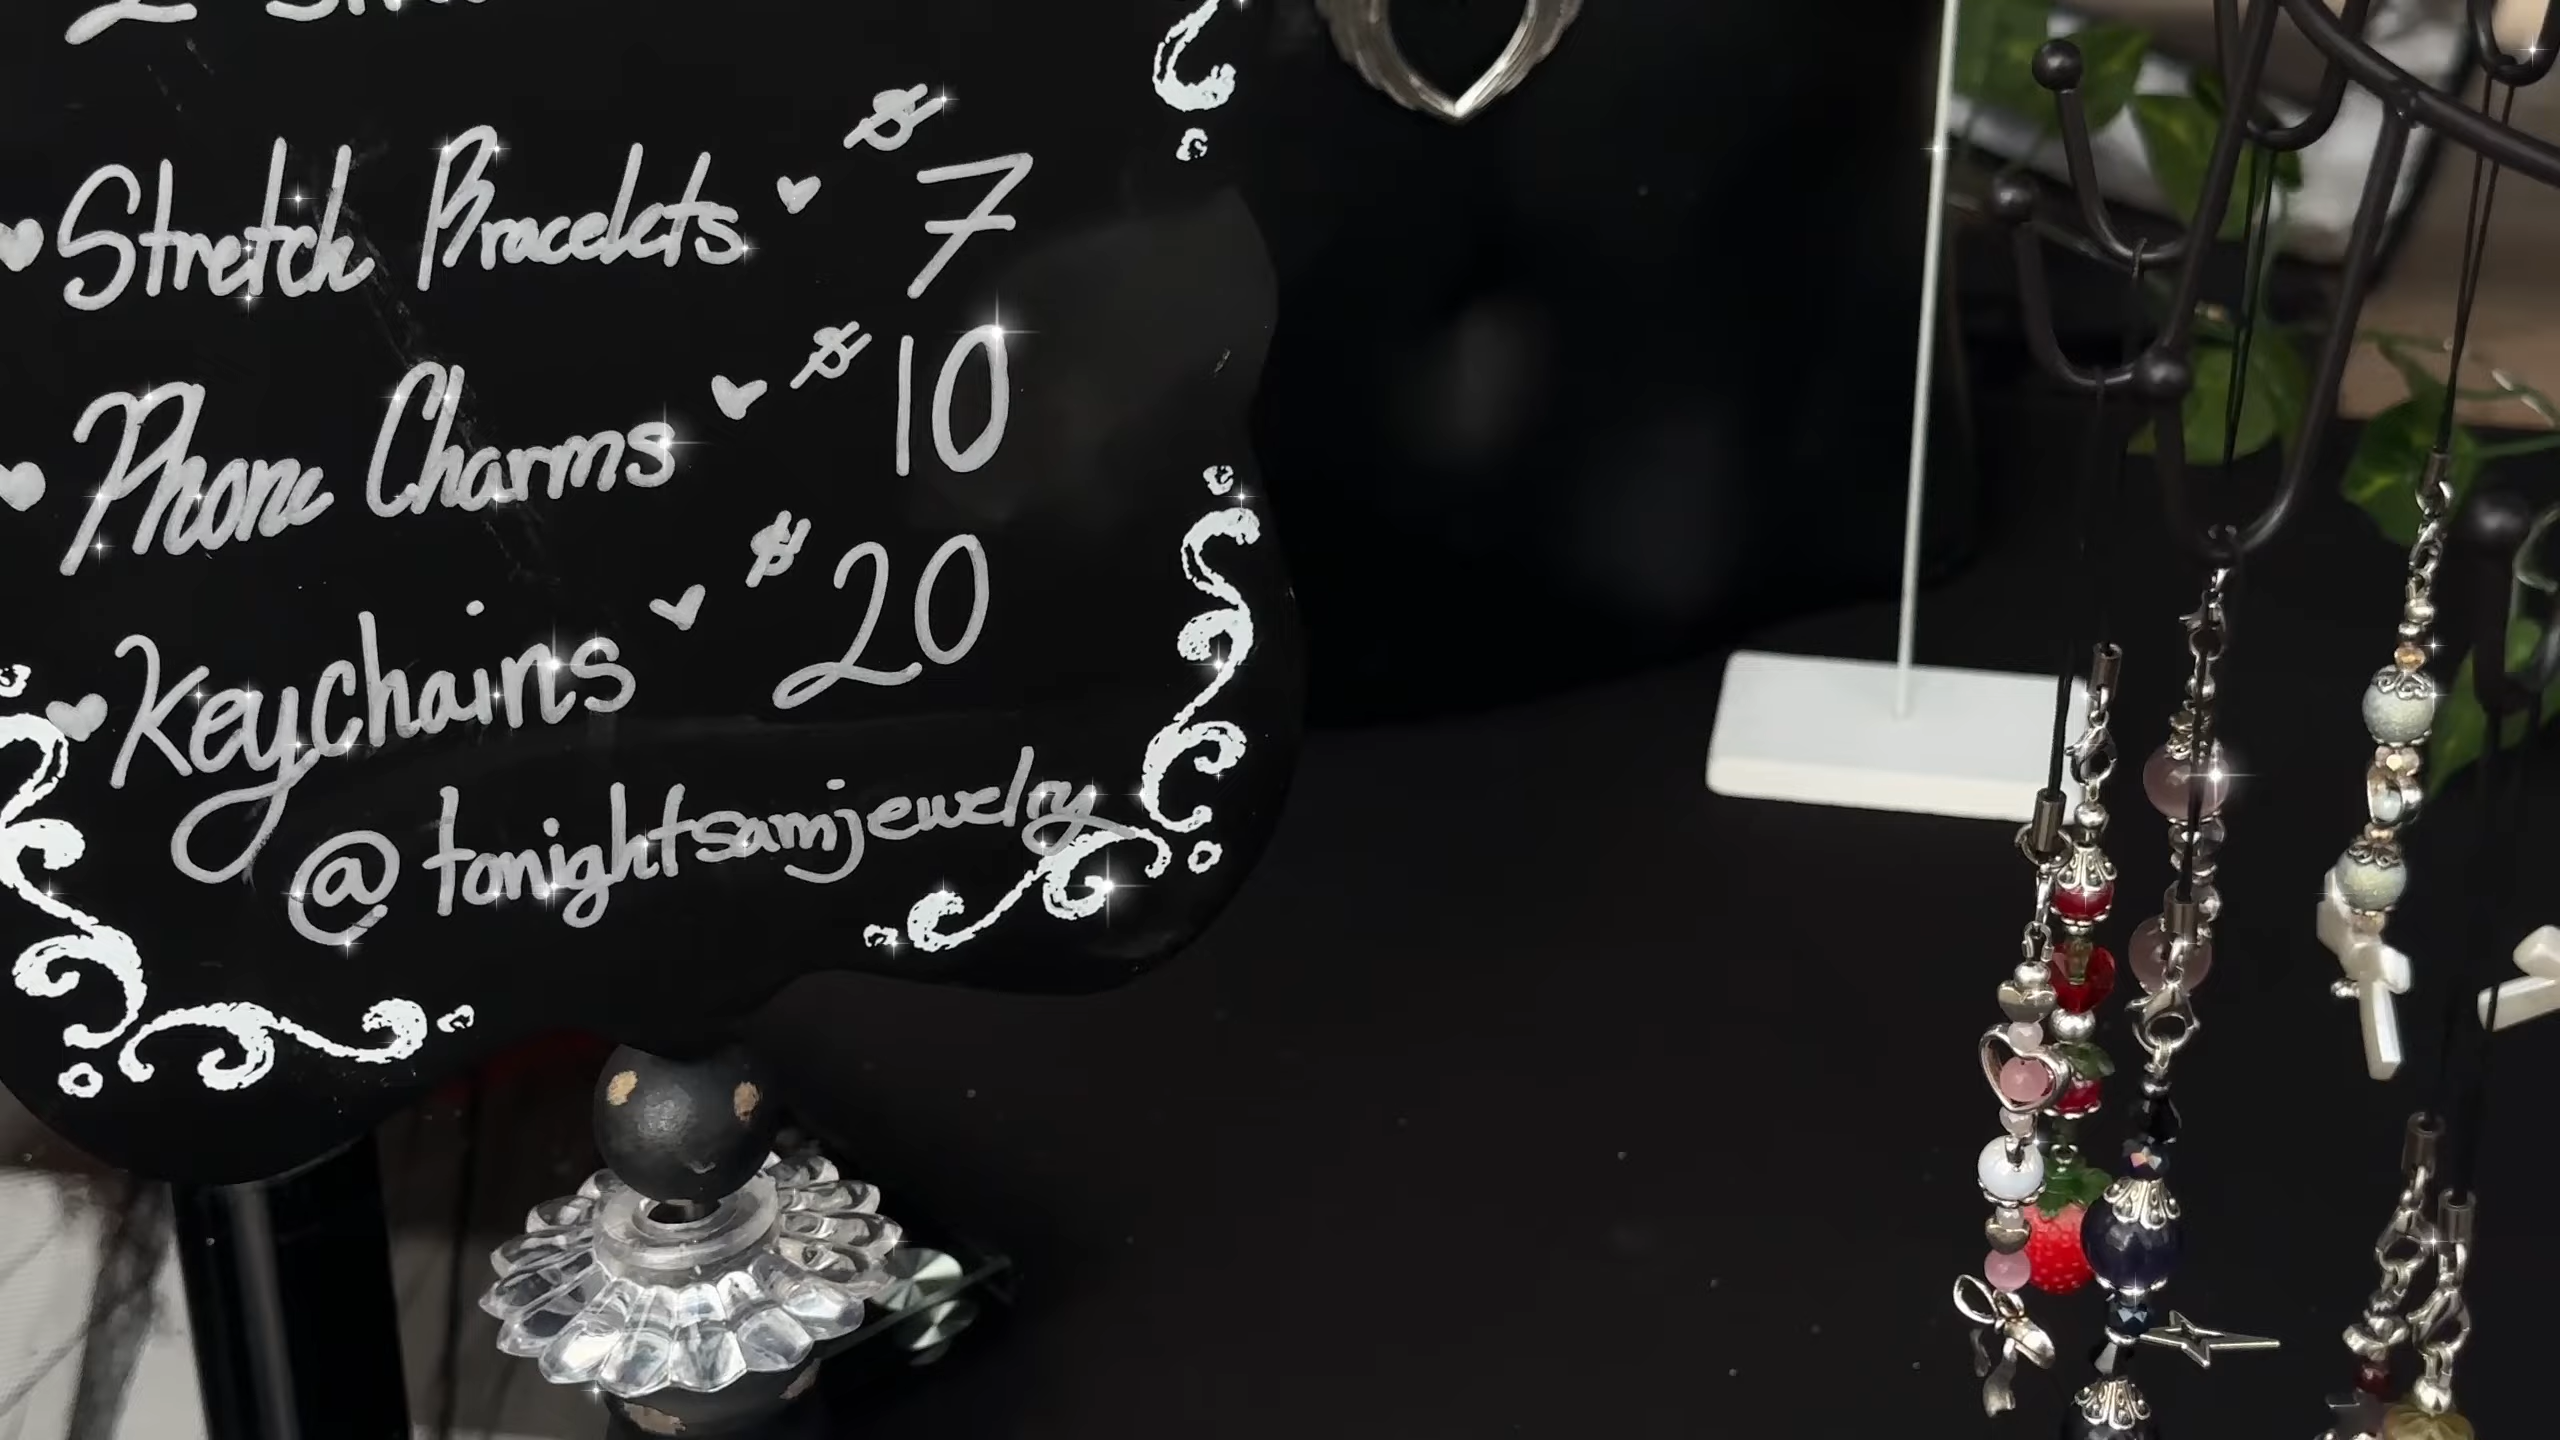 ♥ Stretch Bracelets ♥ $7
♥ Phone Charms ♥ $10
♥ Keychains ♥ $20
@tonightsamjewelry